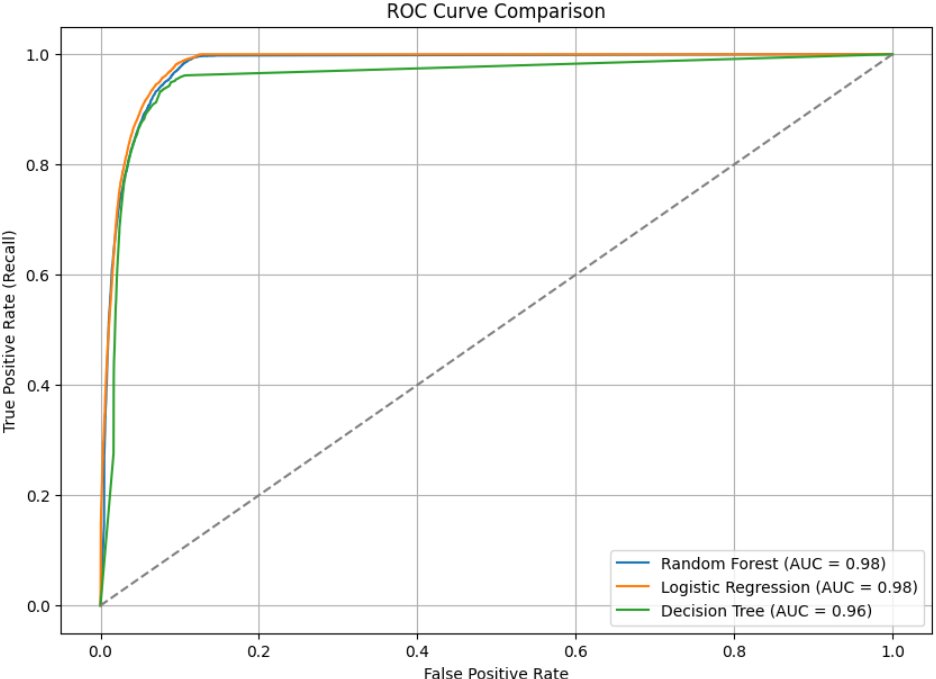 ROC Curve Comparison
True Positive Rate (Recall)
1.0
0.8
0.6
0.4
0.2
0.0
0.0 0.2 0.4 0.6 0.8 1.0
False Positive Rate
Random Forest (AUC = 0.98)
Logistic Regression (AUC = 0.98)
Decision Tree (AUC = 0.96)